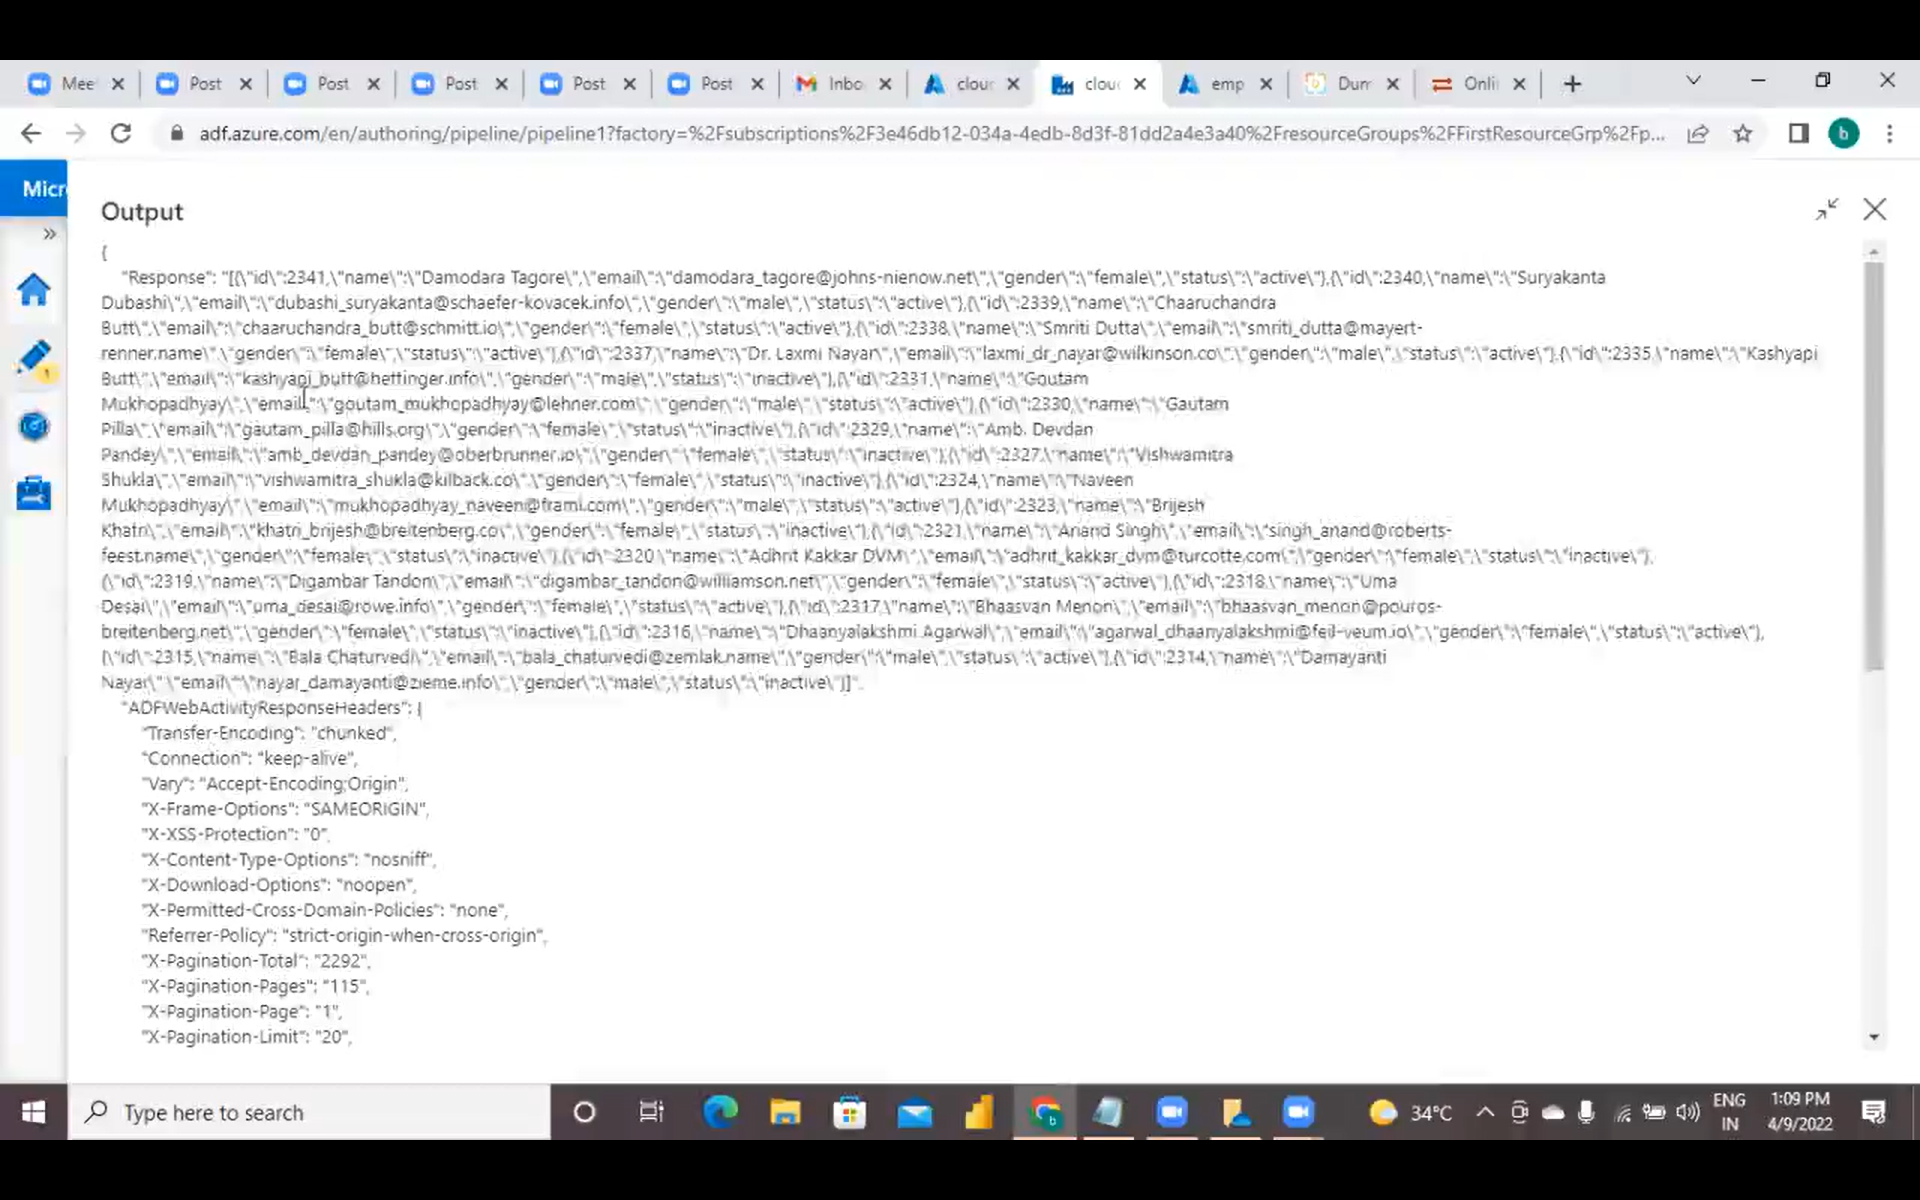 Mee
Post
Post
Post
Post
Post
Inbo
clou
clou
emp
Dum
Onli
adf.azure.com/en/authoring/pipeline/pipeline1?factory=%2Fsubscriptions%2F3e46db12-034a-4edb-8d3f-81dd2a4e3a40%2FresourceGroups%2FFirstResourceGrp%2Fp...
b
Micr
Output
{
"Response": "[{\"id\":2341,\"name\":\"Damodara Tagore\",\"email\":\"damodara_tagore@johns-nienow.net\",\"gender\":\"female\",\"status\":\"active\"},{\"id\":2340,\"name\":\"Suryakanta
Dubashi\",\"email\":\"dubashi_suryakanta@schaefer-kovacek.info\",\"gender\":\"male\",\"status\":\"active\"},{\"id\":2339,\"name\":\"Chaaruchandra
Butt\",\"email\":\"chaaruchandra_butt@schmitt.io\",\"gender\":\"female\",\"status\":\"active\"},{\"id\":2338,\"name\":\"Smriti Dutta\",\"email\":\"smriti_dutta@mayert-
renner.name\",\"gender\":\"female\",\"status\":\"active\"},{\"id\":2337,\"name\":\"Dr. Laxmi Nayar\",\"email\":\"laxmi_dr_nayar@wilkinson.co\",\"gender\":\"male\",\"status\":\"active\"},{\"id\":2335,\"name\":\"Kashyapi
Butt\",\"email\":\"kashyapi_butt@hettinger.info\",\"gender\":\"male\",\"status\":\"inactive\"},{\"id\":2331,\"name\":\"Goutam
Mukhopadhyay\",\"email\":\"goutam_mukhopadhyay@lehner.com\",\"gender\":\"male\",\"status\":\"active\"},{\"id\":2330,\"name\":\"Gautam
Pilla\",\"email\":\"gautam_pilla@hills.org\",\"gender\":\"female\",\"status\":\"inactive\"},{\"id\":2329,\"name\":\"Amb. Devdan
Pandey\",\"email\":\"amb_devdan_pandey@oberbrunner.io\",\"gender\":\"female\",\"status\":\"inactive\"},{\"id\":2327,\"name\":\"Vishwamitra
Shukla\",\"email\":\"vishwamitra_shukla@kilback.co\",\"gender\":\"female\",\"status\":\"inactive\"},{\"id\":2324,\"name\":\"Naveen
Mukhopadhyay\",\"email\":\"mukhopadhyay_naveen@frami.com\",\"gender\":\"male\",\"status\":\"active\"},{\"id\":2323,\"name\":\"Brijesh
Khatri\",\"email\":\"khatri_brijesh@breitenberg.co\",\"gender\":\"female\",\"status\":\"inactive\"},{\"id\":2321,\"name\":\"Anand Singh\",\"email\":\"singh_anand@roberts-
feest.name\",\"gender\":\"female\",\"status\":\"inactive\"},{\"id\":2320,\"name\":\"Adhrit Kakkar DVM\",\"email\":\"adhrit_kakkar_dvm@turcotte.com\",\"gender\":\"female\",\"status\":\"inactive\"},
{\"id\":2319,\"name\":\"Digambar Tandon\",\"email\":\"digambar_tandon@williamson.net\",\"gender\":\"female\",\"status\":\"active\"},{\"id\":2318,\"name\":\"Uma
Desai\",\"email\":\"uma_desai@rowe.info\",\"gender\":\"female\",\"status\":\"active\"},{\"id\":2317,\"name\":\"Bhaasvan Menon\",\"email\":\"bhaasvan_menon@pouros-
breitenberg.net\",\"gender\":\"female\",\"status\":\"inactive\"},{\"id\":2316,\"name\":\"Dhaanyalakshmi Agarwal\",\"email\":\"agarwal_dhaanyalakshmi@feil-veum.io\",\"gender\":\"female\",\"status\":\"active\"},
{\"id\":2315,\"name\":\"Bala Chaturvedi\",\"email\":\"bala_chaturvedi@zemlak.name\",\"gender\":\"male\",\"status\":\"active\"},{\"id\":2314,\"name\":\"Damayanti
Nayar\",\"email\":\"nayar_damayanti@zieme.info\",\"gender\":\"male\",\"status\":\"inactive\"}]",
"ADFWebActivityResponseHeaders": {
"Transfer-Encoding": "chunked",
"Connection": "keep-alive",
"Vary": "Accept-Encoding;Origin",
"X-Frame-Options": "SAMEORIGIN",
"X-XSS-Protection": "0",
"X-Content-Type-Options": "nosniff",
"X-Download-Options": "noopen",
"X-Permitted-Cross-Domain-Policies": "none",
"Referrer-Policy": "strict-origin-when-cross-origin",
"X-Pagination-Total": "2292",
"X-Pagination-Pages": "115",
"X-Pagination-Page": "1",
"X-Pagination-Limit": "20",
Type here to search
34°C
ENG
IN
1:09 PM
4/9/2022